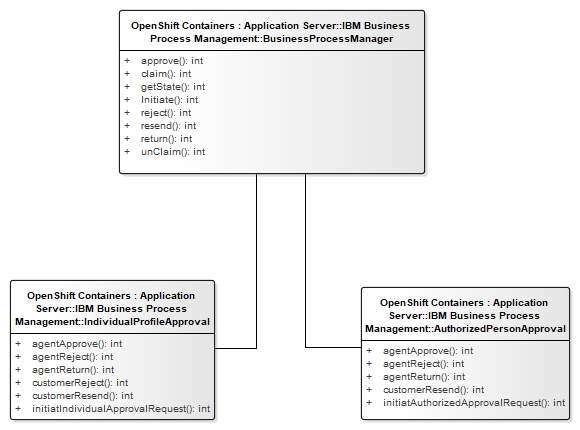 OpenShift Containers : Application Server::IBM Business
Process Management::BusinessProcessManager
+ approve(): int
+ claim(): int
+ getState(): int
+ Initiate(): int
+ reject(): int
+ resend(): int
+ return(): int
+ unClaim(): int
OpenShift Containers : Application
Server::IBM Business Process
Management::IndividualProfileApproval
+ agentApprove(): int
+ agentReject(): int
+ agentReturn(): int
+ customerReject(): int
+ customerResend(): int
+ initiatIndividualApprovalRequest(): int
OpenShift Containers : Application
Server::IBM Business Process
Management::AuthorizedPersonApproval
+ agentApprove(): int
+ agentReject(): int
+ agentReturn(): int
+ customerResend(): int
+ initiatAuthorizedApprovalRequest(): int